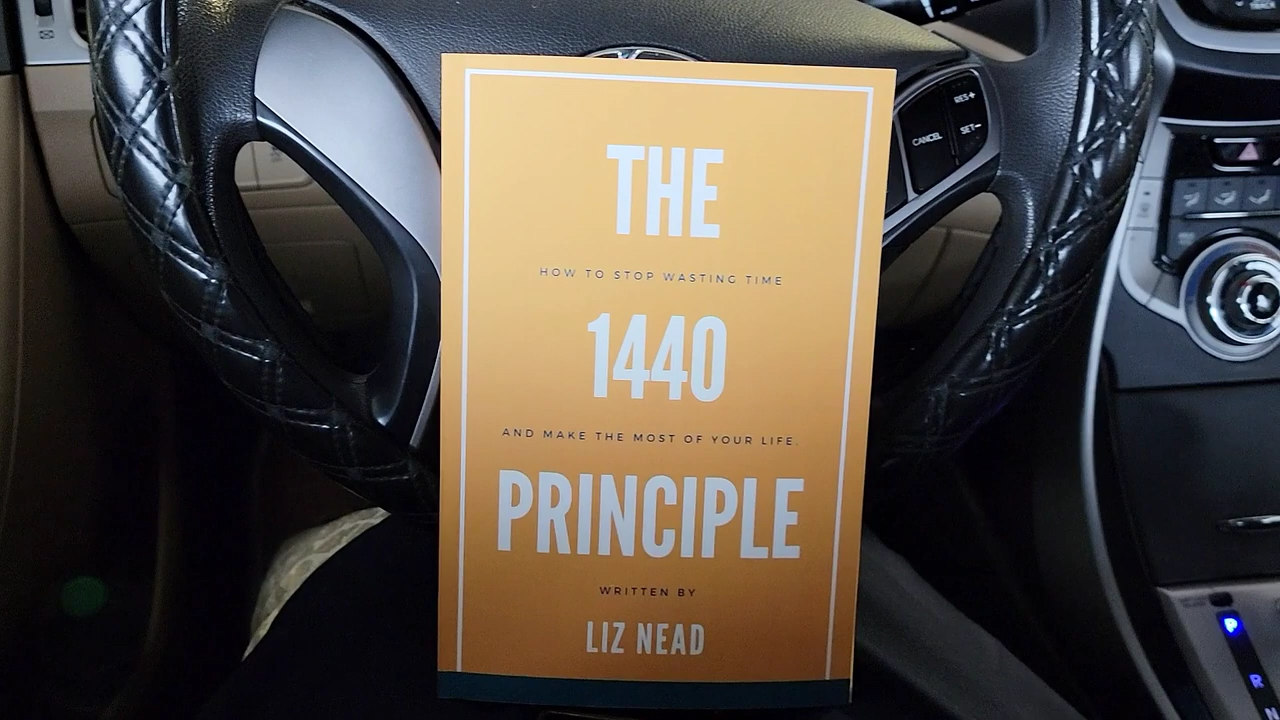 THE
HOW TO STOP WASTING TIME
1440
AND MAKE THE MOST OF YOUR LIFE.
PRINCIPLE
WRITTEN BY
LIZ NEAD
RES+
CANCEL
SET−
P
R
N